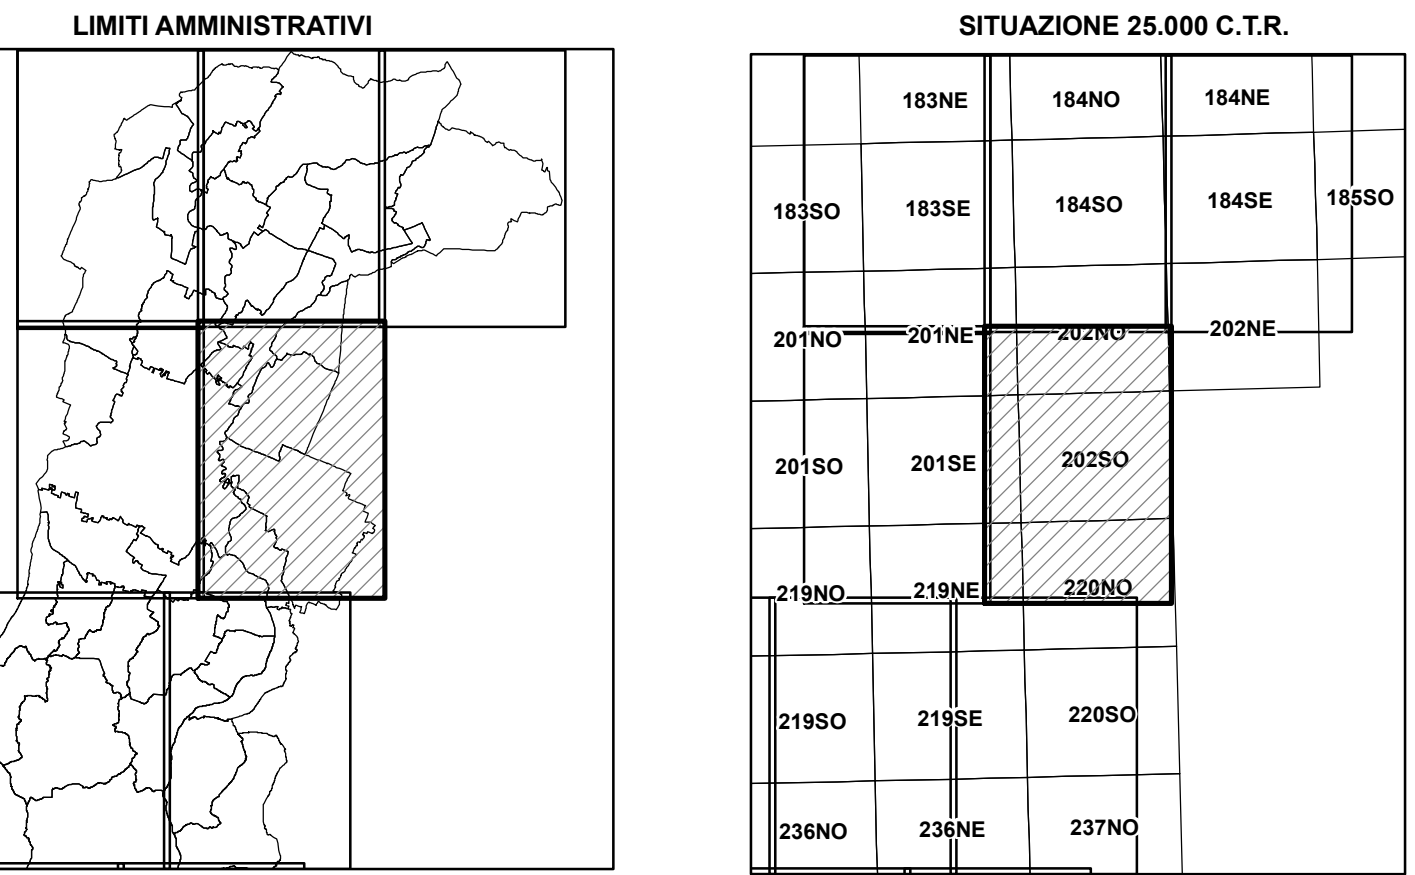 LIMITI AMMINISTRATIVI
SITUAZIONE 25.000 C.T.R.
183NE 184NO 184NE
183SO 183SE 184SO 184SE 185SO
201NO 201NE 202NO 202NE
201SO 201SE 202SO
219NO 219NE 220NO
219SO 219SE 220SO
236NO 236NE 237NO